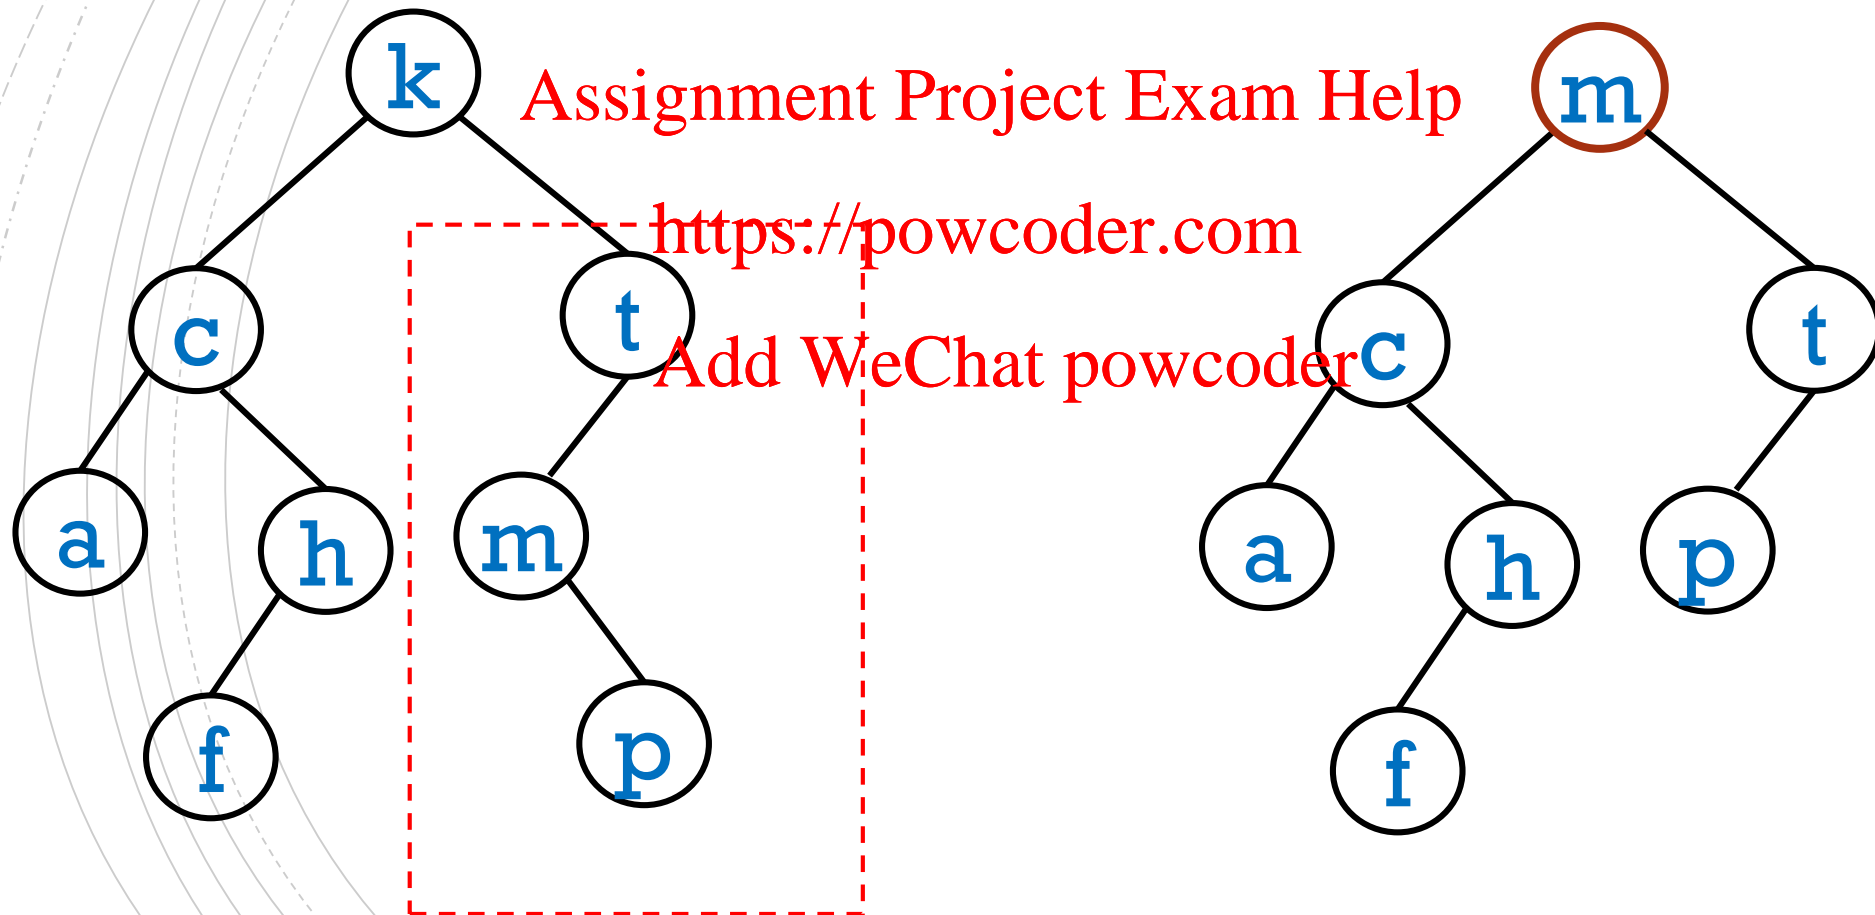 k
Assignment Project Exam Help
m
https://powcoder.com
c
t
Add WeChat powcoder
c
t
a
h
m
a
h
p
f
p
f